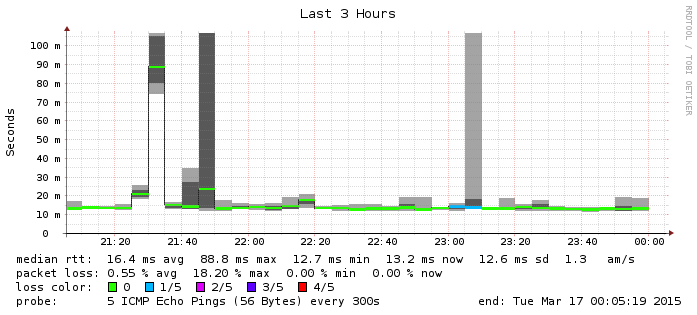 Last 3 Hours
RRDTOOL / TOBI OETIKER
Seconds
100 m
90 m
80 m
70 m
60 m
50 m
40 m
30 m
20 m
10 m
0
21:20 21:40 22:00 22:20 22:40 23:00 23:20 23:40 00:00
median rtt: 16.4 ms avg 88.8 ms max 12.7 ms min 13.2 ms now 12.6 ms sd 1.3 am/s
packet loss: 0.55 % avg 18.20 % max 0.00 % min 0.00 % now
loss color: 0 1/5 2/5 3/5 4/5
probe: 5 ICMP Echo Pings (56 Bytes) every 300s end: Tue Mar 17 00:05:19 2015